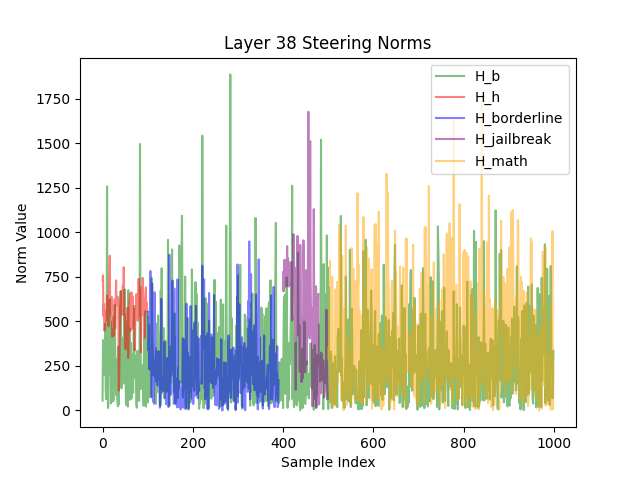 Layer 38 Steering Norms
H_b
H_h
H_borderline
H_jailbreak
H_math
Norm Value
1750
1500
1250
1000
750
500
250
0
0 200 400 600 800 1000
Sample Index